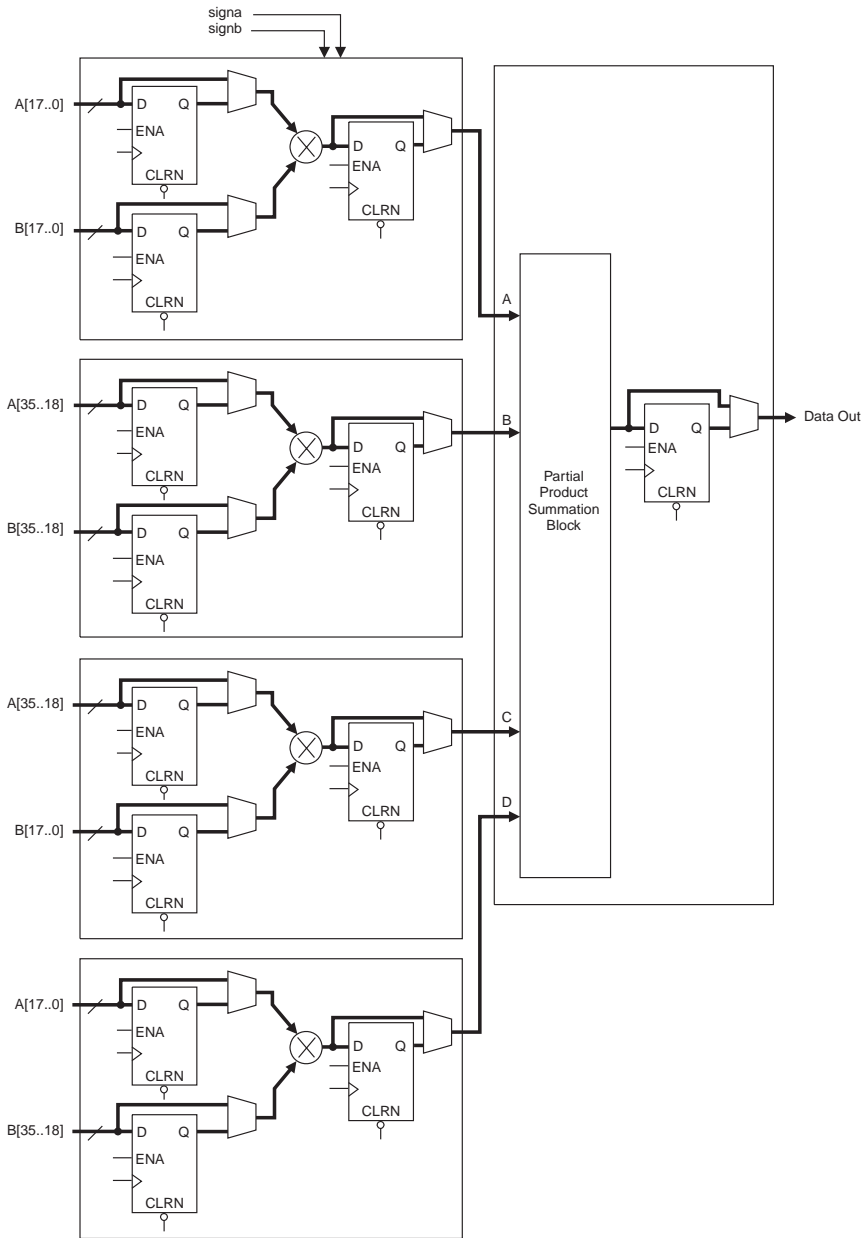 signa
signb
A[17..0]
D Q
ENA
CLRN
D Q
ENA
CLRN
B[17..0]
D Q
ENA
CLRN
A
A[35..18]
D Q
ENA
CLRN
D Q
ENA
CLRN
B[35..18]
D Q
ENA
CLRN
B
Partial
Product
Summation
Block
D Q
ENA
CLRN
Data Out
A[35..18]
D Q
ENA
CLRN
D Q
ENA
CLRN
B[17..0]
D Q
ENA
CLRN
C
D
A[17..0]
D Q
ENA
CLRN
D Q
ENA
CLRN
B[35..18]
D Q
ENA
CLRN